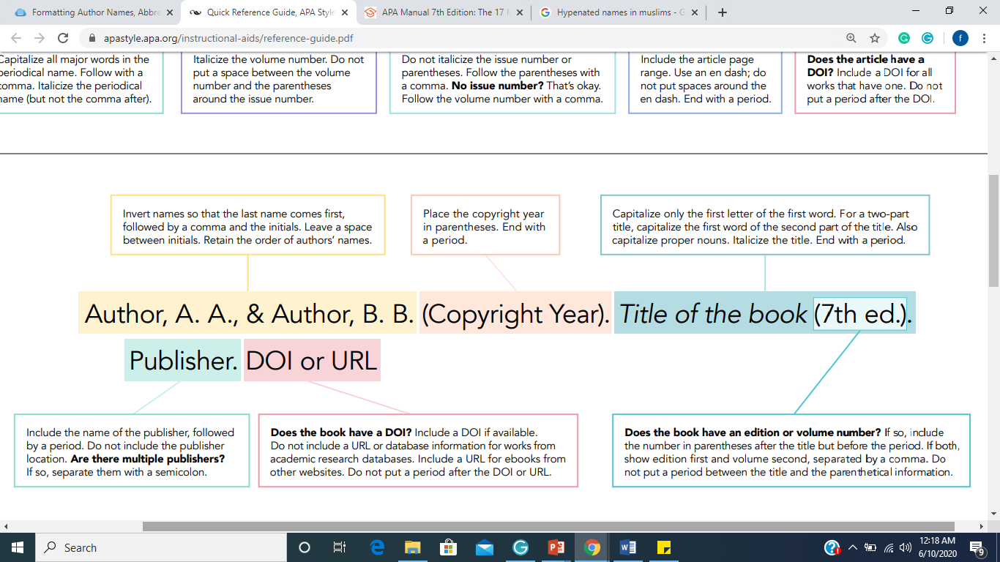 Formatting Author Names, Abbre
Quick Reference Guide, APA Style
APA Manual 7th Edition: The 17 M
Hypenated names in muslims - G
apastyle.apa.org/instructional-aids/reference-guide.pdf
f
Capitalize all major words in the
periodical name. Follow with a
comma. Italicize the periodical
name (but not the comma after).
Italicize the volume number. Do not
put a space between the volume
number and the parentheses
around the issue number.
Do not italicize the issue number or
parentheses. Follow the parentheses with
a comma. No issue number? That's okay.
Follow the volume number with a comma.
Include the article page
range. Use an en dash; do
not put spaces around the
en dash. End with a period.
Does the article have a
DOI? Include a DOI for all
works that have one. Do not
put a period after the DOI.
Invert names so that the last name comes first,
followed by a comma and the initials. Leave a space
between initials. Retain the order of authors' names.
Place the copyright year
in parentheses. End with
a period.
Capitalize only the first letter of the first word. For a two-part
title, capitalize the first word of the second part of the title. Also
capitalize proper nouns. Italicize the title. End with a period.
Author, A. A., & Author, B. B. (Copyright Year). Title of the book (7th ed.).
Publisher. DOI or URL
Include the name of the publisher, followed
by a period. Do not include the publisher
location. Are there multiple publishers?
If so, separate them with a semicolon.
Does the book have a DOI? Include a DOI if available.
Do not include a URL or database information for works from
academic research databases. Include a URL for ebooks from
other websites. Do not put a period after the DOI or URL.
Does the book have an edition or volume number? If so, include
the number in parentheses after the title but before the period. If both,
show edition first and volume second, separated by a comma. Do
not put a period between the title and the parenthetical information.
Search
12:18 AM
6/10/2020
9